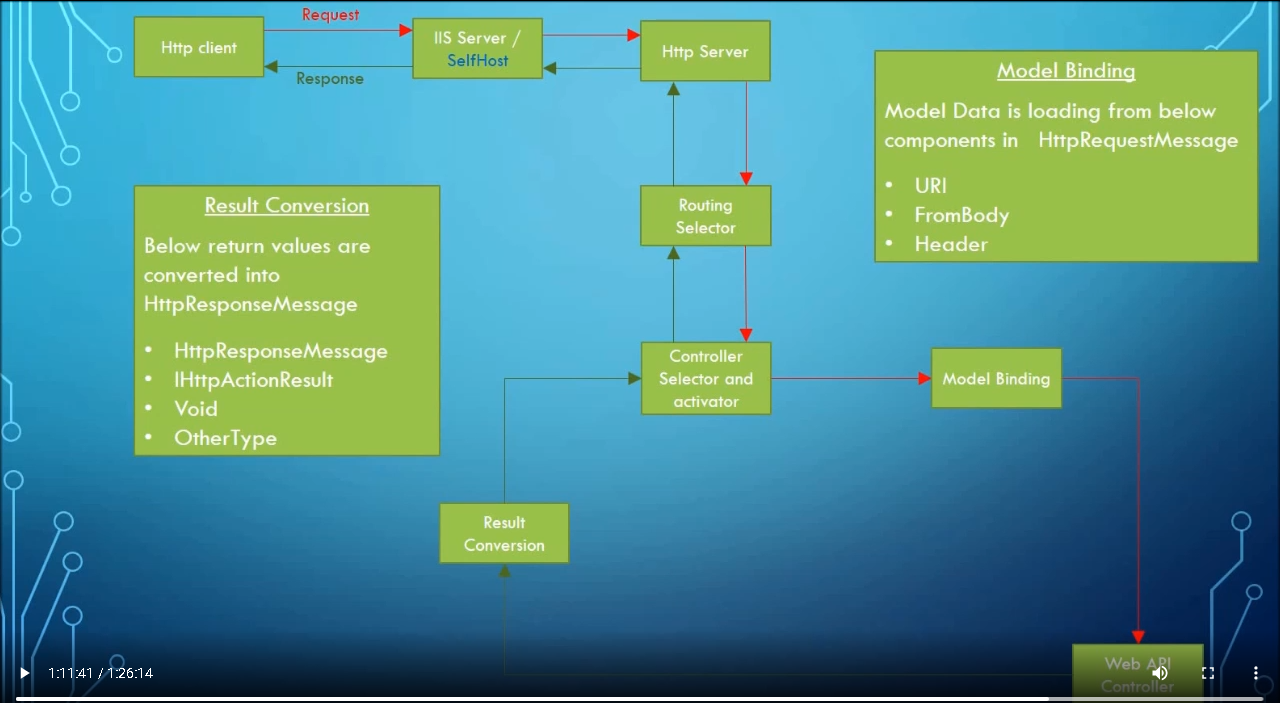 Request
Http client
IIS Server /
SelfHost
Http Server
Response
Model Binding
Model Data is loading from below
components in HttpRequestMessage
• URI
• FromBody
• Header
Result Conversion
Below return values are
converted into
HttpResponseMessage
• HttpResponseMessage
• IHttpActionResult
• Void
• OtherType
Routing
Selector
Controller
Selector and
activator
Model Binding
Result
Conversion
Web API
Controller
1:11:41 / 1:26:14